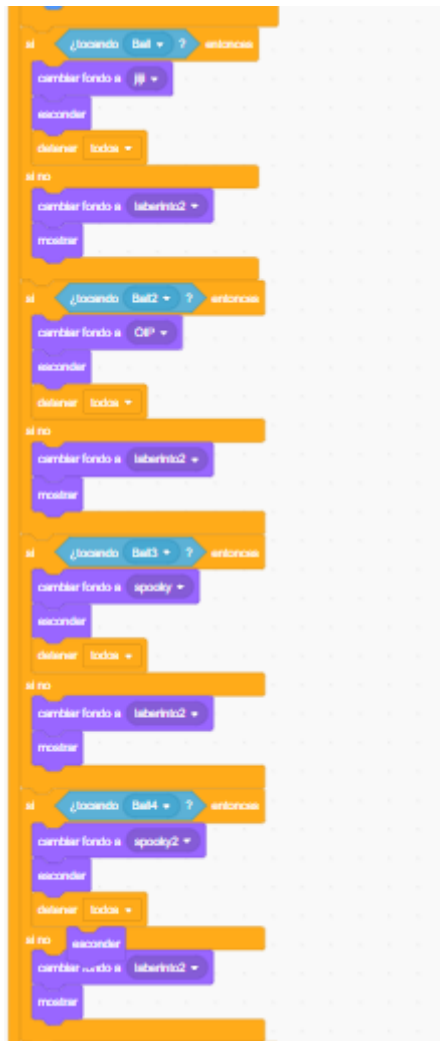 si ¿tocando Ball ? entonces
cambiar fondo a jiji
esconder
detener todos
si no
cambiar fondo a laberinto2
mostrar
si ¿tocando Ball2 ? entonces
cambiar fondo a OIP
esconder
detener todos
si no
cambiar fondo a laberinto2
mostrar
si ¿tocando Ball3 ? entonces
cambiar fondo a spooky
esconder
detener todos
si no
cambiar fondo a laberinto2
mostrar
si ¿tocando Ball4 ? entonces
cambiar fondo a spooky2
esconder
detener todos
si no esconder
cambiar fondo a laberinto2
mostrar